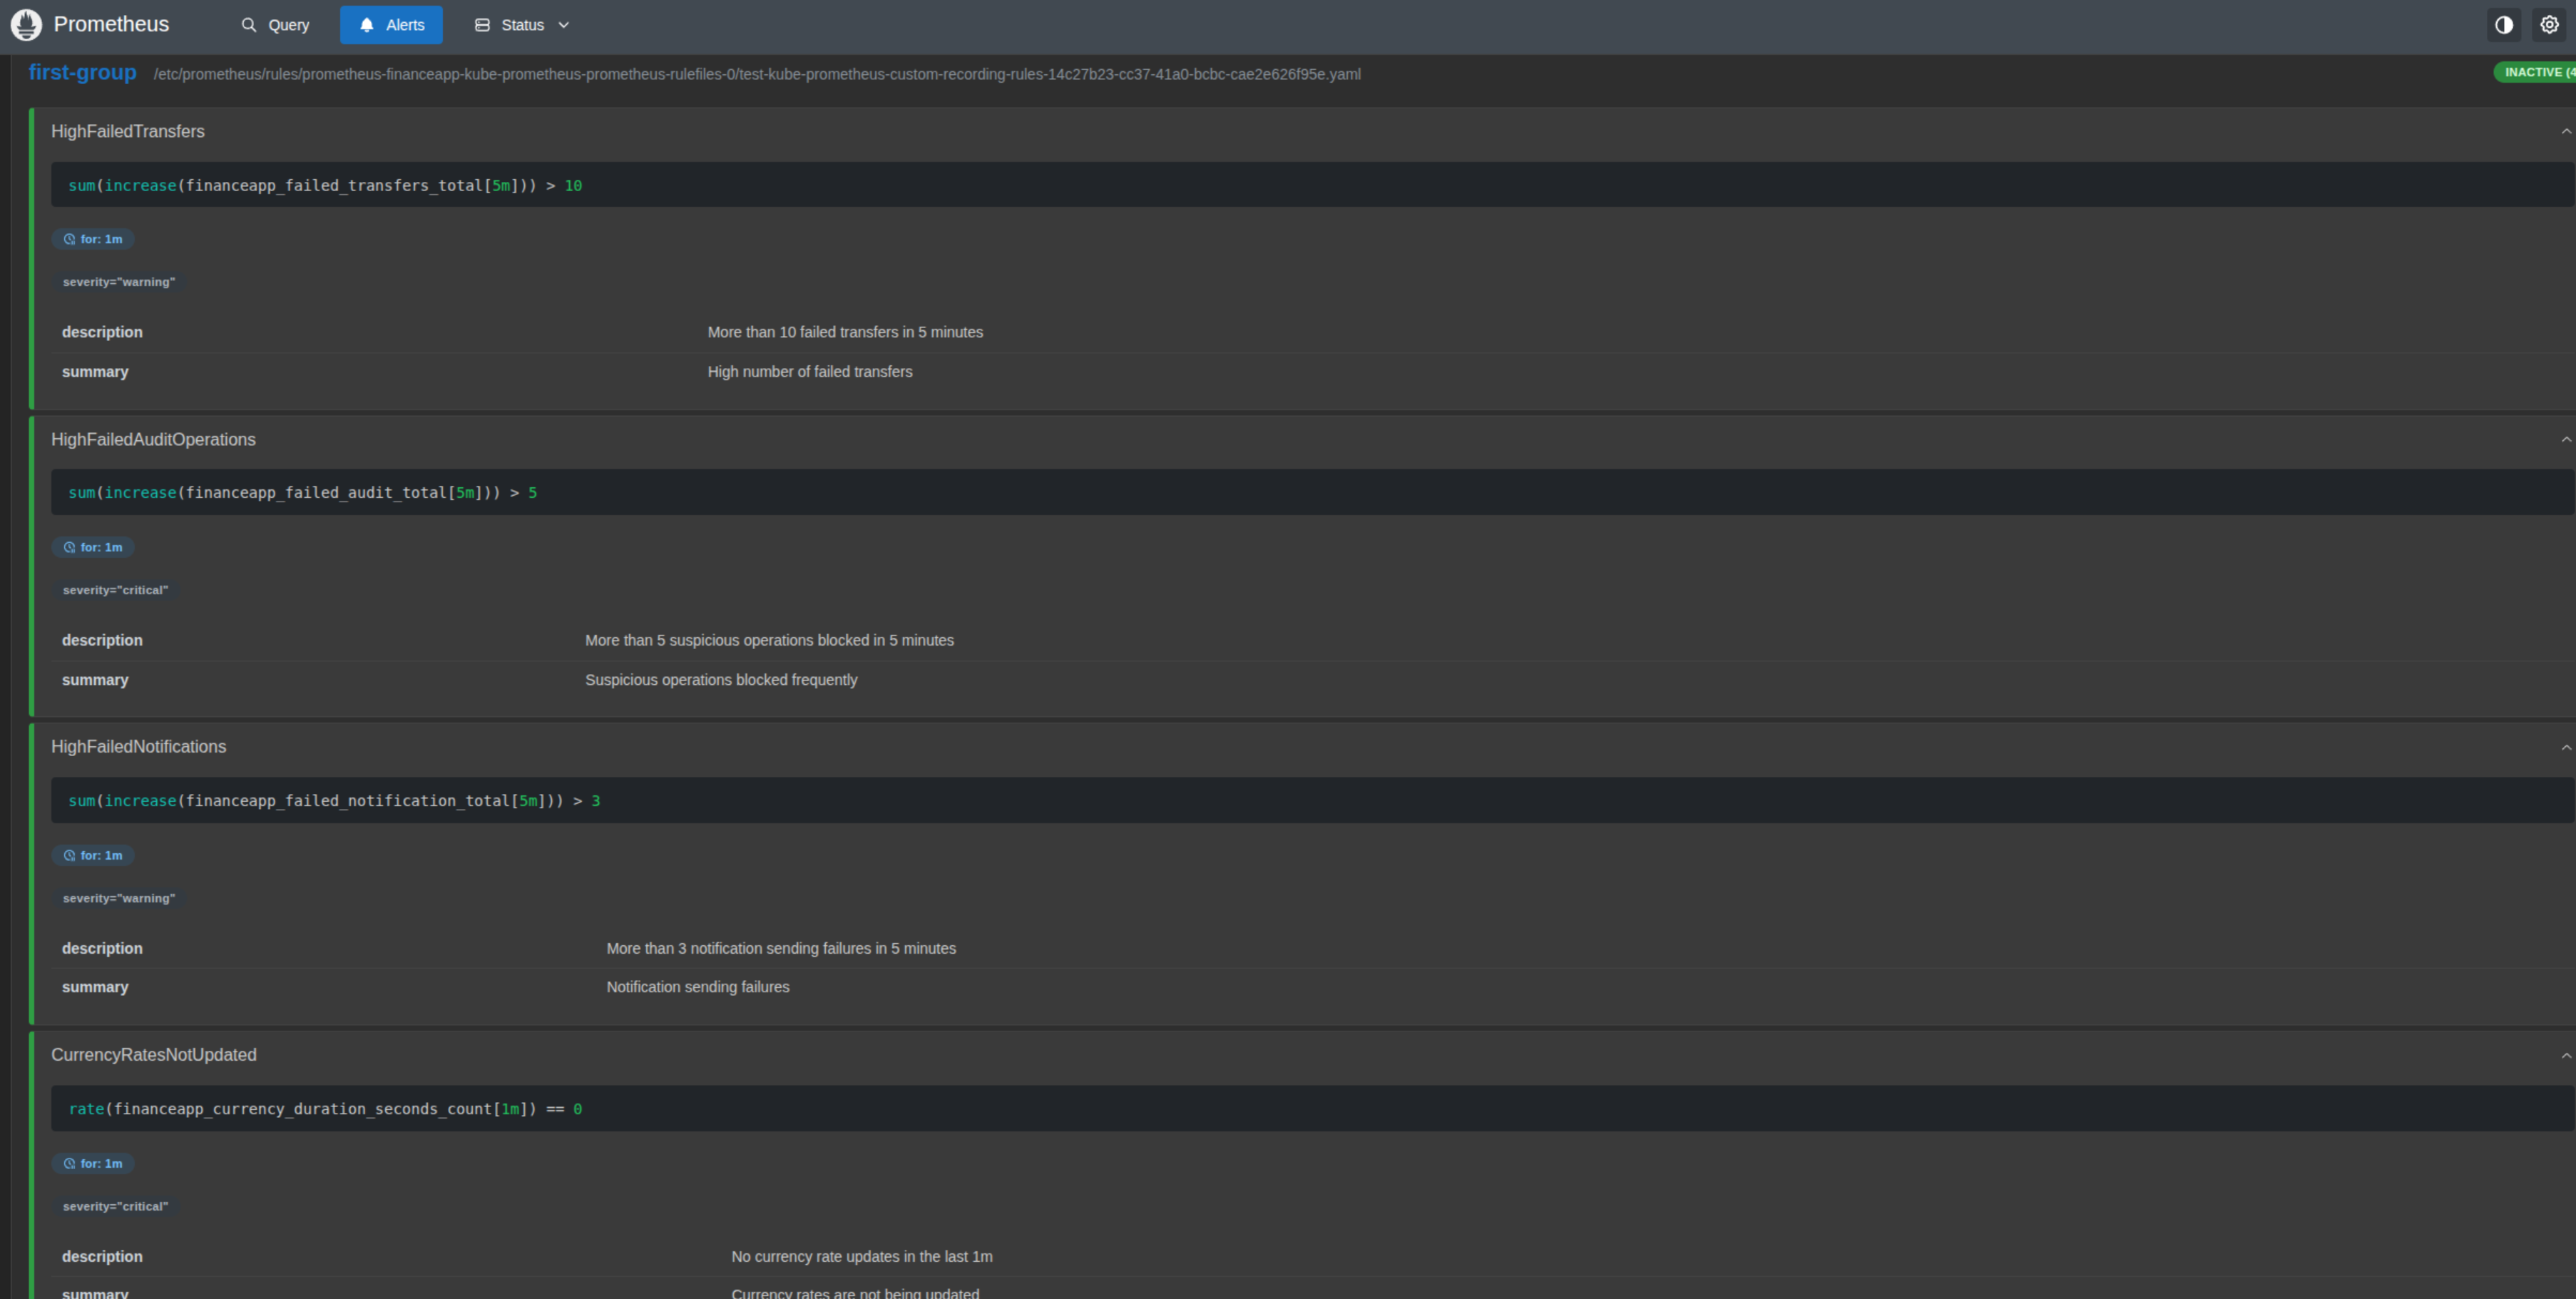 Prometheus Query Alerts Status
first-group /etc/prometheus/rules/prometheus-financeapp-kube-prometheus-prometheus-rulefiles-0/test-kube-prometheus-custom-recording-rules-14c27b23-cc37-41a0-bcbc-cae2e626f95e.yaml INACTIVE (4
HighFailedTransfers
sum(increase(financeapp_failed_transfers_total[5m])) > 10
for: 1m
severity="warning"
description More than 10 failed transfers in 5 minutes
summary High number of failed transfers
HighFailedAuditOperations
sum(increase(financeapp_failed_audit_total[5m])) > 5
for: 1m
severity="critical"
description More than 5 suspicious operations blocked in 5 minutes
summary Suspicious operations blocked frequently
HighFailedNotifications
sum(increase(financeapp_failed_notification_total[5m])) > 3
for: 1m
severity="warning"
description More than 3 notification sending failures in 5 minutes
summary Notification sending failures
CurrencyRatesNotUpdated
rate(financeapp_currency_duration_seconds_count[1m]) == 0
for: 1m
severity="critical"
description No currency rate updates in the last 1m
summary Currency rates are not being updated